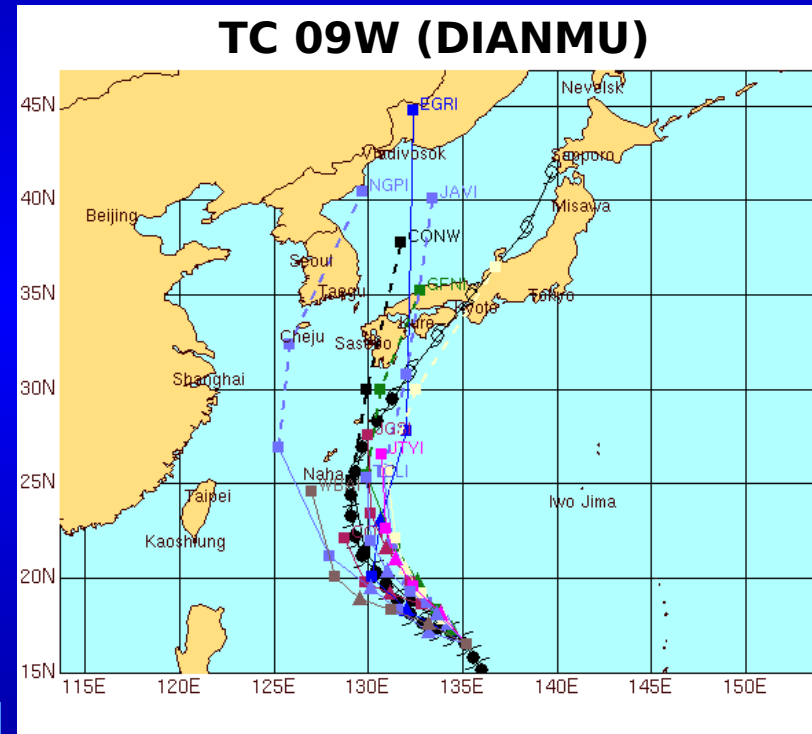 TC 09W (DIANMU)
45N
40N
35N
30N
25N
20N
15N
115E
120E
125E
130E
135E
140E
145E
150E
Nevelsk
EGRI
Vladivosok
Sapporo
NGPI
JAVI
Misawa
Beijing
CONW
Seoul
Taegu
GFNI
Tokyo
Kyoto
Kure
Cheju
Sasebo
Shanghai
JTYI
Naha
TCLI
Taipei
Iwo Jima
Kaoshiung